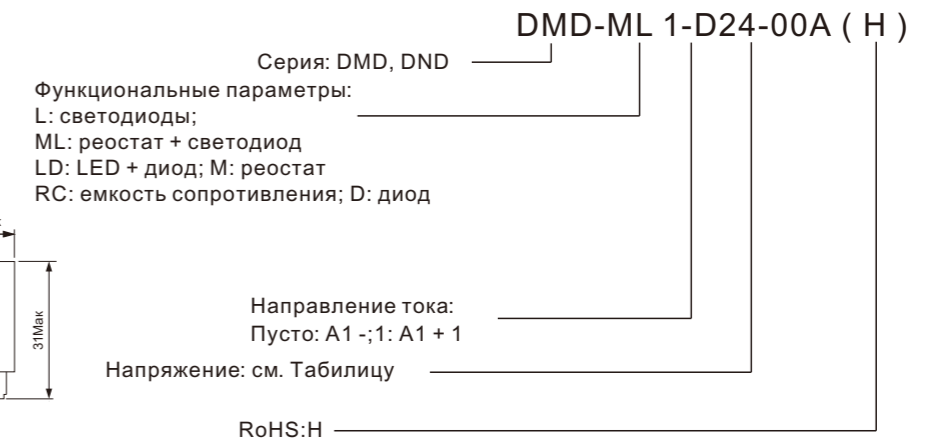 DMD-ML 1-D24-00A ( H )
Серия: DMD, DND
Функциональные параметры:
L: светодиоды;
ML: реостат + светодиод
LD: LED + диод; M: реостат
RC: емкость сопротивления; D: диод
31Мак
Направление тока:
Пусто: A1 -;1: A1 + 1
Напряжение: см. Табилицу
RoHS:H